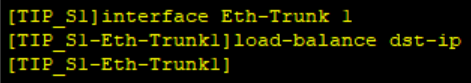 [TIP_S1]interface Eth-Trunk 1
[TIP_S1-Eth-Trunk1]load-balance dst-ip
[TIP_S1-Eth-Trunk1]